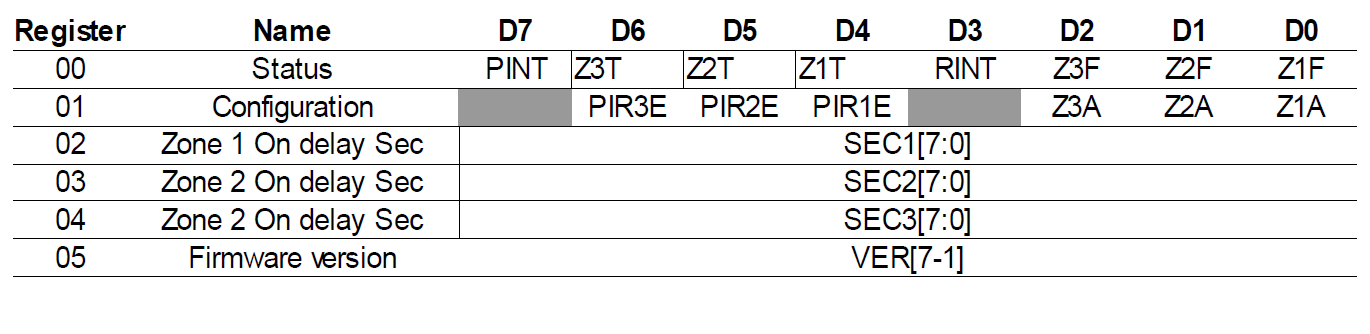 Register Name D7 D6 D5 D4 D3 D2 D1 D0
00 Status PINT Z3T Z2T Z1T RINT Z3F Z2F Z1F
01 Configuration PIR3E PIR2E PIR1E Z3A Z2A Z1A
02 Zone 1 On delay Sec SEC1[7:0]
03 Zone 2 On delay Sec SEC2[7:0]
04 Zone 2 On delay Sec SEC3[7:0]
05 Firmware version VER[7-1]